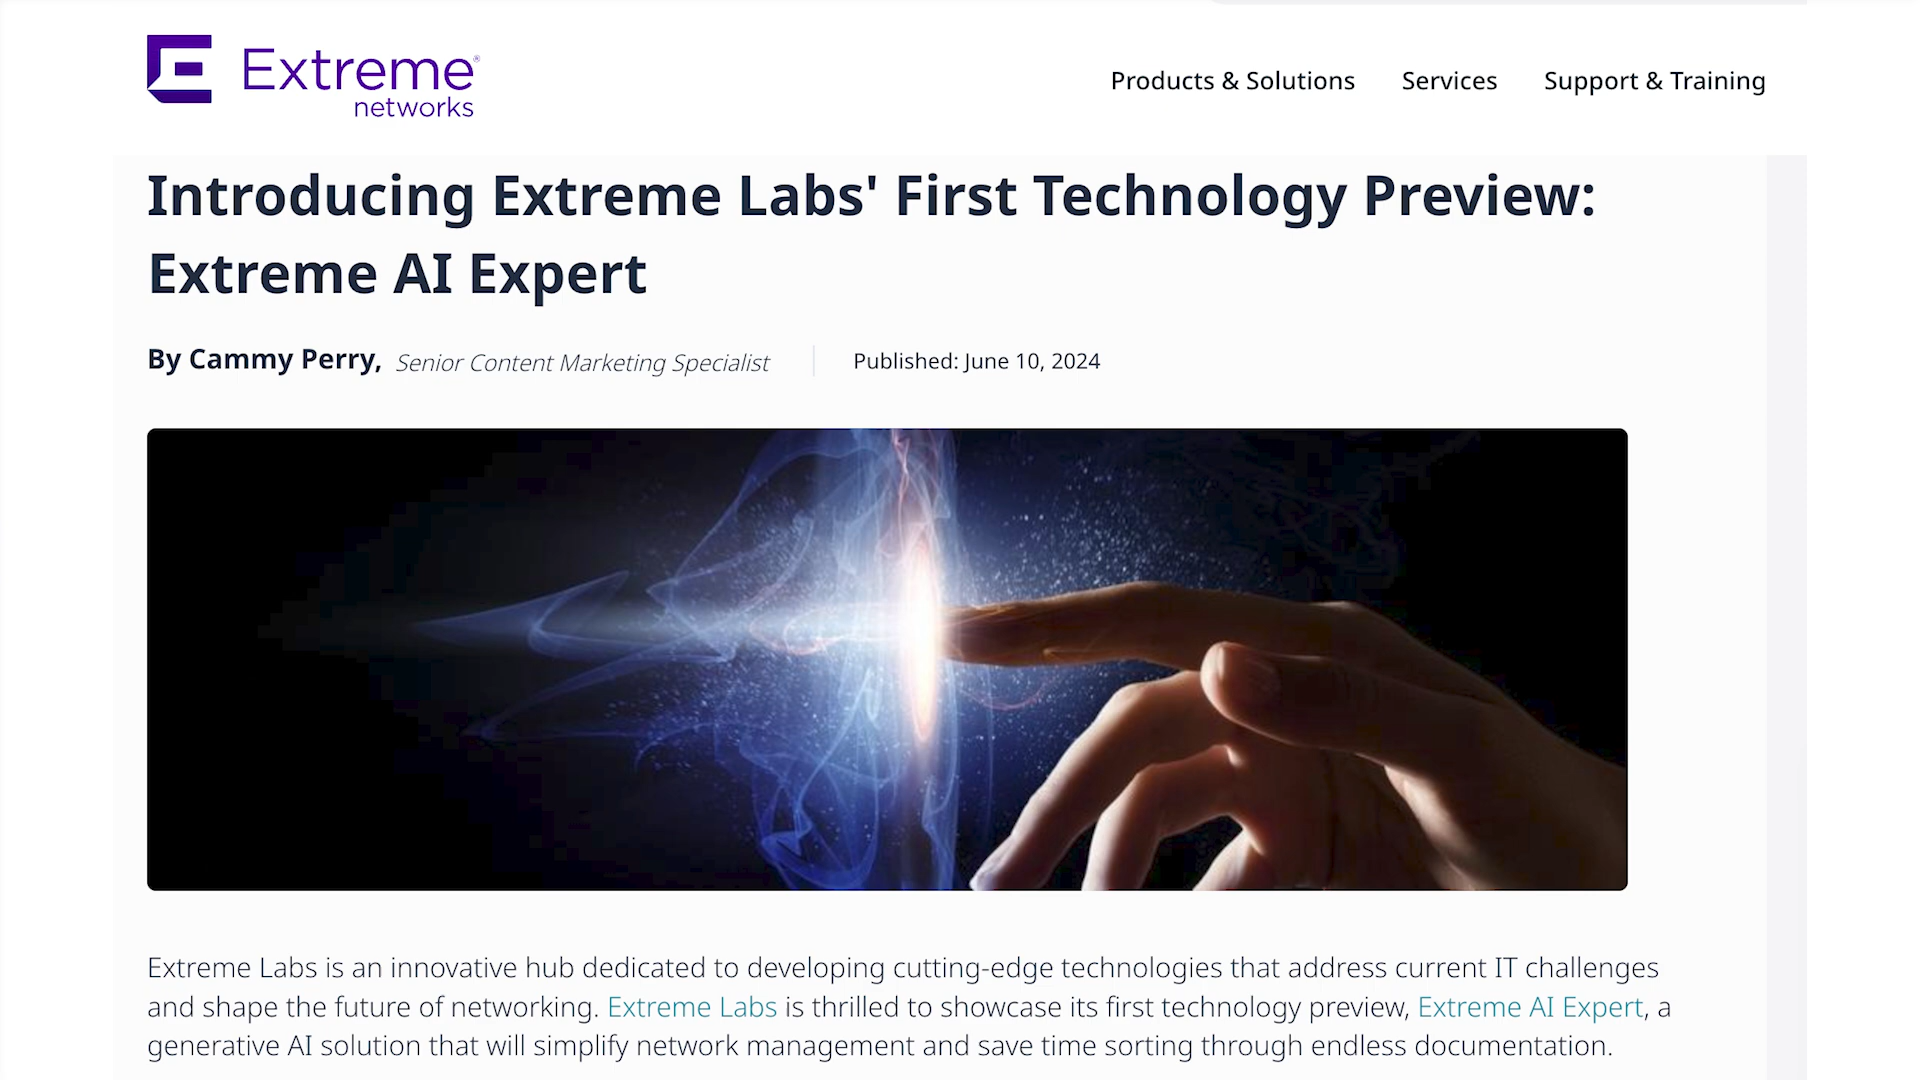 Extreme®
networks
Products & Solutions Services Support & Training
Introducing Extreme Labs' First Technology Preview:
Extreme AI Expert
By Cammy Perry, Senior Content Marketing Specialist Published: June 10, 2024
Extreme Labs is an innovative hub dedicated to developing cutting-edge technologies that address current IT challenges
and shape the future of networking. Extreme Labs is thrilled to showcase its first technology preview, Extreme AI Expert, a
generative AI solution that will simplify network management and save time sorting through endless documentation.